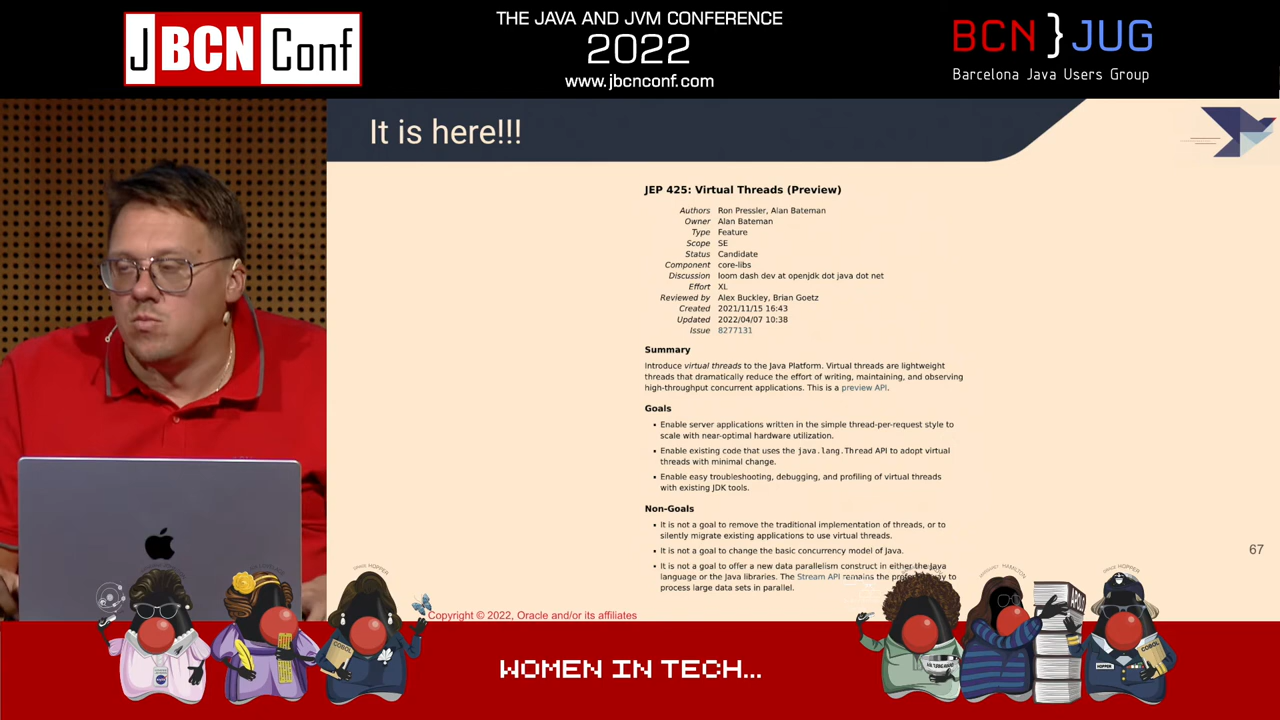 JBCNConf
THE JAVA AND JVM CONFERENCE
2022
www.jbcnconf.com
BCN}JUG
Barcelona Java Users Group
It is here!!!
JEP 425: Virtual Threads (Preview)
Authors Ron Pressler, Alan Bateman
Owner Alan Bateman
Type Feature
Scope SE
Status Candidate
Component core-libs
Discussion loom dash dev at openjdk dot java dot net
Effort XL
Reviewed by Alex Buckley, Brian Goetz
Created 2021/11/15 16:43
Updated 2022/04/07 10:38
Issue 8277131
Summary
Introduce virtual threads to the Java Platform. Virtual threads are lightweight
threads that dramatically reduce the effort of writing, maintaining, and observing
high-throughput concurrent applications. This is a preview API.
Goals
▪ Enable server applications written in the simple thread-per-request style to
scale with near-optimal hardware utilization.
▪ Enable existing code that uses the java.lang.Thread API to adopt virtual
threads with minimal change.
▪ Enable easy troubleshooting, debugging, and profiling of virtual threads
with existing JDK tools.
Non-Goals
▪ It is not a goal to remove the traditional implementation of threads, or to
silently migrate existing applications to use virtual threads.
▪ It is not a goal to change the basic concurrency model of Java.
▪ It is not a goal to offer a new data parallelism construct in either the Java
language or the Java libraries. The Stream API remains the way to
process large data sets in parallel.
67
Copyright © 2022, Oracle and/or its affiliates
GRACE HOPPER
HAMILTON
GRACE HOPPER
COBOL
APOLLO
HOPPER
COBOL
WOMEN IN TECH...